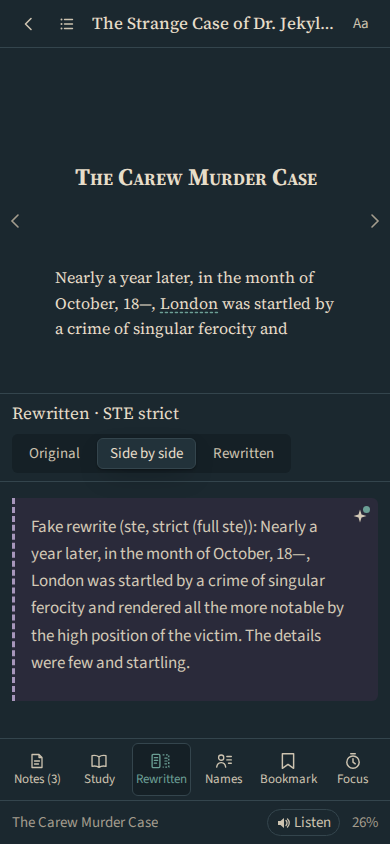 The Strange Case of Dr. Jekyl...
Aa
The Carew Murder Case
Nearly a year later, in the month of
October, 18—, London was startled by
a crime of singular ferocity and
Rewritten · STE strict
Original
Side by side
Rewritten
Fake rewrite (ste, strict (full ste)): Nearly a
year later, in the month of October, 18—,
London was startled by a crime of singular
ferocity and rendered all the more notable by
the high position of the victim. The details
were few and startling.
Notes (3)
Study
Rewritten
Names
Bookmark
Focus
The Carew Murder Case
Listen
26%